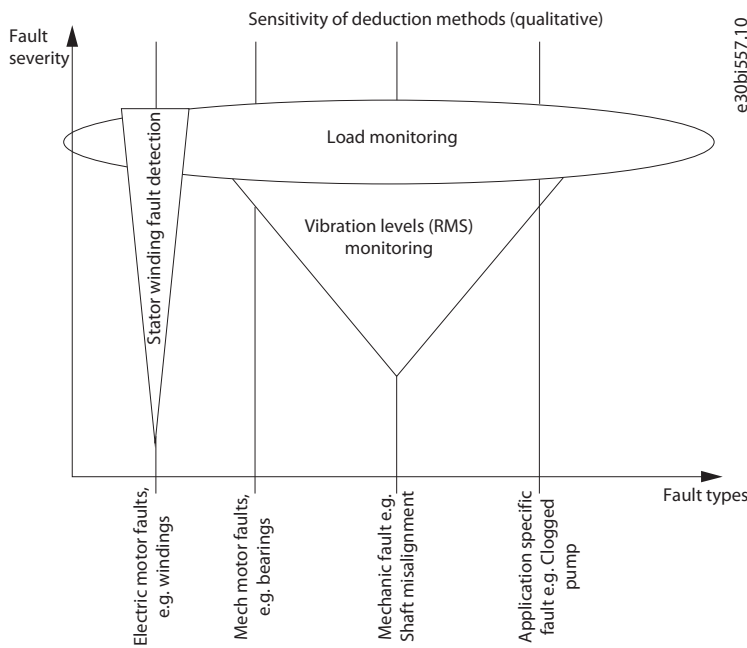 Sensitivity of deduction methods (qualitative)
Fault
severity
e30bi557.10
Load monitoring
Stator winding fault detection
Vibration levels (RMS)
monitoring
Fault types
Electric motor faults,
e.g. windings
Mech motor faults,
e.g. bearings
Mechanic fault e.g.
Shaft misalignment
Application specific
fault e.g. Clogged
pump